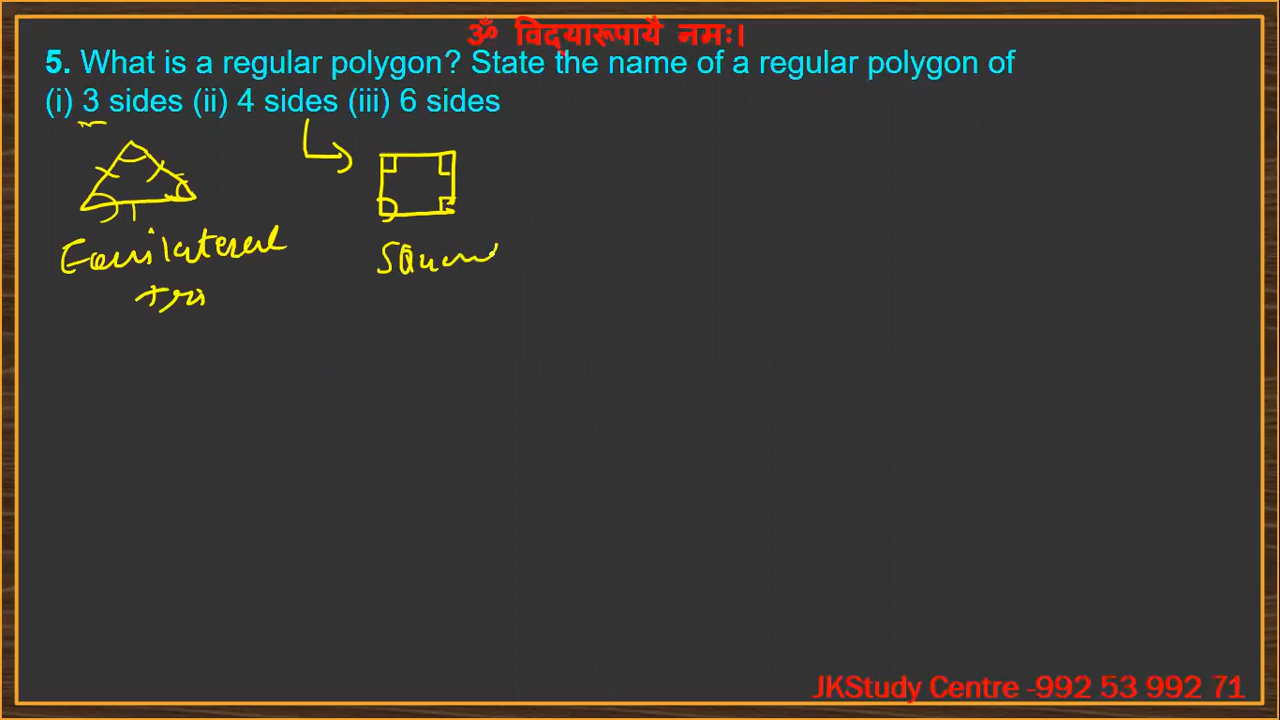 ॐ विद्यारूपायै नमः।
5. What is a regular polygon? State the name of a regular polygon of
(i) 3 sides (ii) 4 sides (iii) 6 sides
Equilateral
tri
Square
JKStudy Centre -992 53 992 71